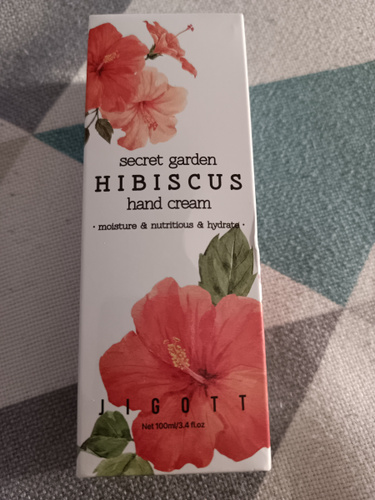 secret garden
HIBISCUS
hand cream
· moisture & nutritious & hydrate ·
JIGOTT
Net 100ml/3.4 fl.oz